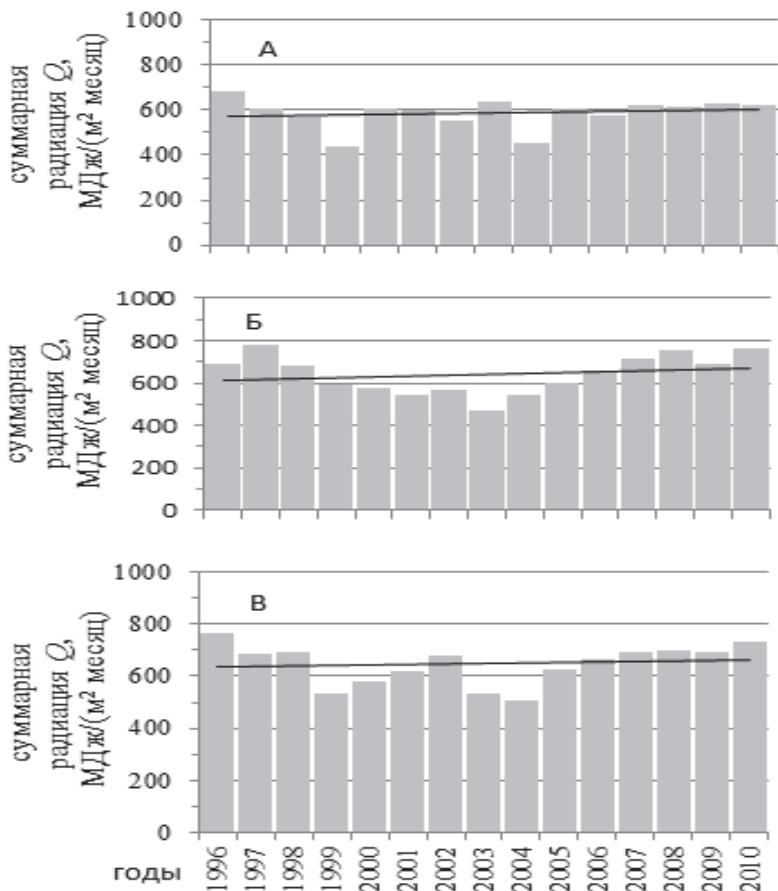 1000
А
800
600
400
200
0
суммарная
радиация Q,
МДж/(м² месяц)
1000
Б
800
600
400
200
0
суммарная
радиация Q,
МДж/(м² месяц)
1000
В
800
600
400
200
0
суммарная
радиация Q,
МДж/(м² месяц)
годы
1996
1997
1998
1999
2000
2001
2002
2003
2004
2005
2006
2007
2008
2009
2010